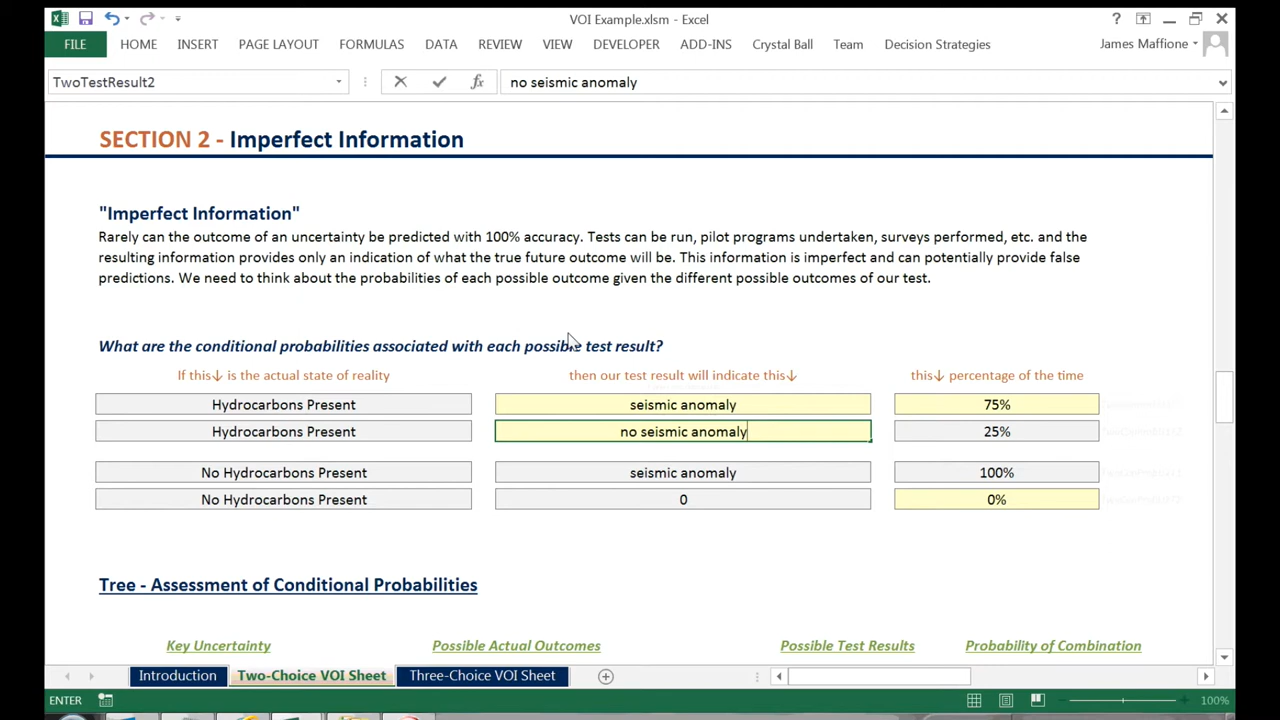 VOI Example.xlsm - Excel
FILE HOME INSERT PAGE LAYOUT FORMULAS DATA REVIEW VIEW DEVELOPER ADD-INS Crystal Ball Team Decision Strategies James Maffione
TwoTestResult2 fx no seismic anomaly
SECTION 2 - Imperfect Information
"Imperfect Information"
Rarely can the outcome of an uncertainty be predicted with 100% accuracy. Tests can be run, pilot programs undertaken, surveys performed, etc. and the
resulting information provides only an indication of what the true future outcome will be. This information is imperfect and can potentially provide false
predictions. We need to think about the probabilities of each possible outcome given the different possible outcomes of our test.
What are the conditional probabilities associated with each possible test result?
If this↓ is the actual state of reality then our test result will indicate this↓ this↓ percentage of the time
Hydrocarbons Present seismic anomaly 75%
Hydrocarbons Present no seismic anomaly 25%
No Hydrocarbons Present seismic anomaly 100%
No Hydrocarbons Present 0 0%
Tree - Assessment of Conditional Probabilities
Key Uncertainty Possible Actual Outcomes Possible Test Results Probability of Combination
Introduction Two-Choice VOI Sheet Three-Choice VOI Sheet
ENTER 100%